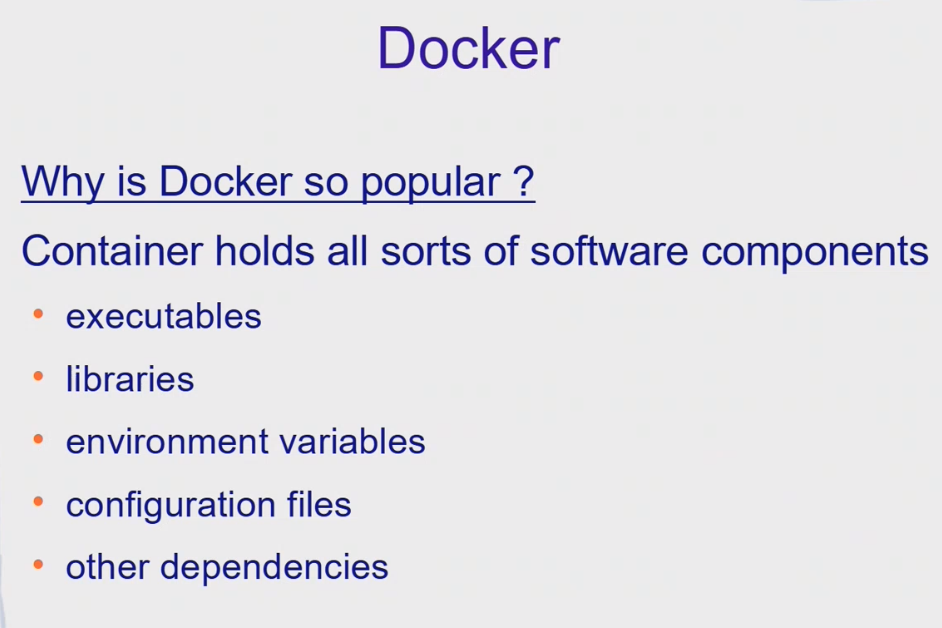 Docker
Why is Docker so popular ?
Container holds all sorts of software components
• executables
• libraries
• environment variables
• configuration files
• other dependencies